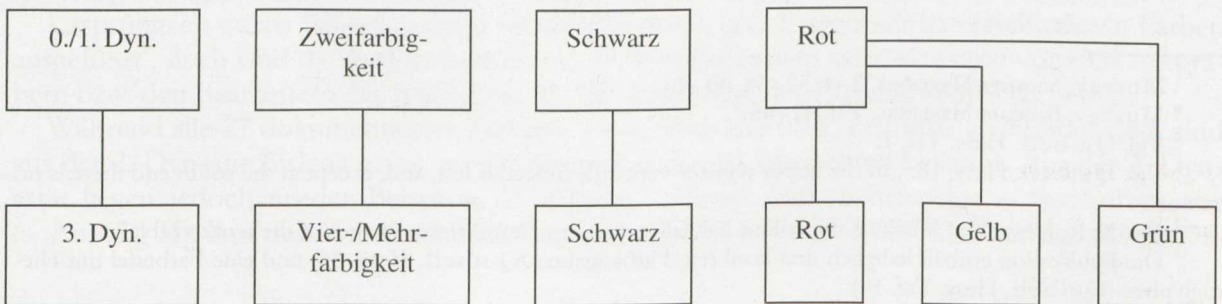 0./1. Dyn.
Zweifarbig-
keit
Schwarz
Rot
3. Dyn.
Vier-/Mehr-
farbigkeit
Schwarz
Rot
Gelb
Grün